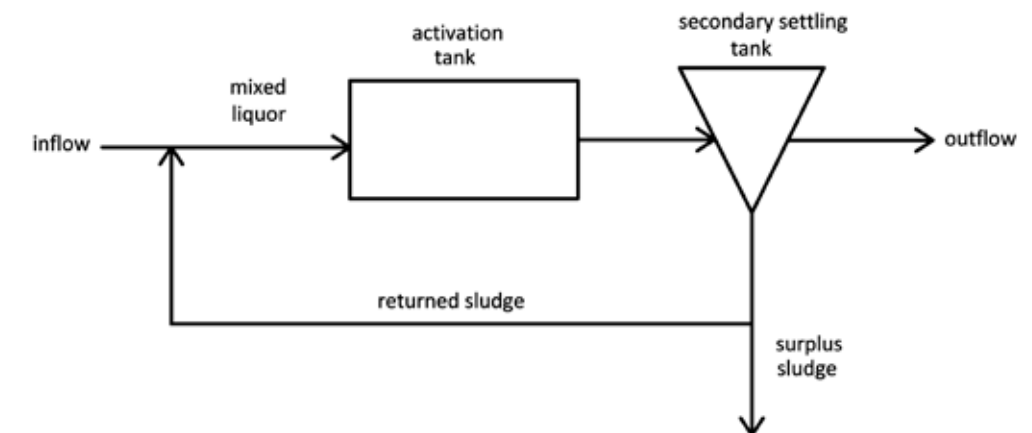 secondary settling
tank
activation
tank
mixed
liquor
inflow
outflow
returned sludge
surplus
sludge